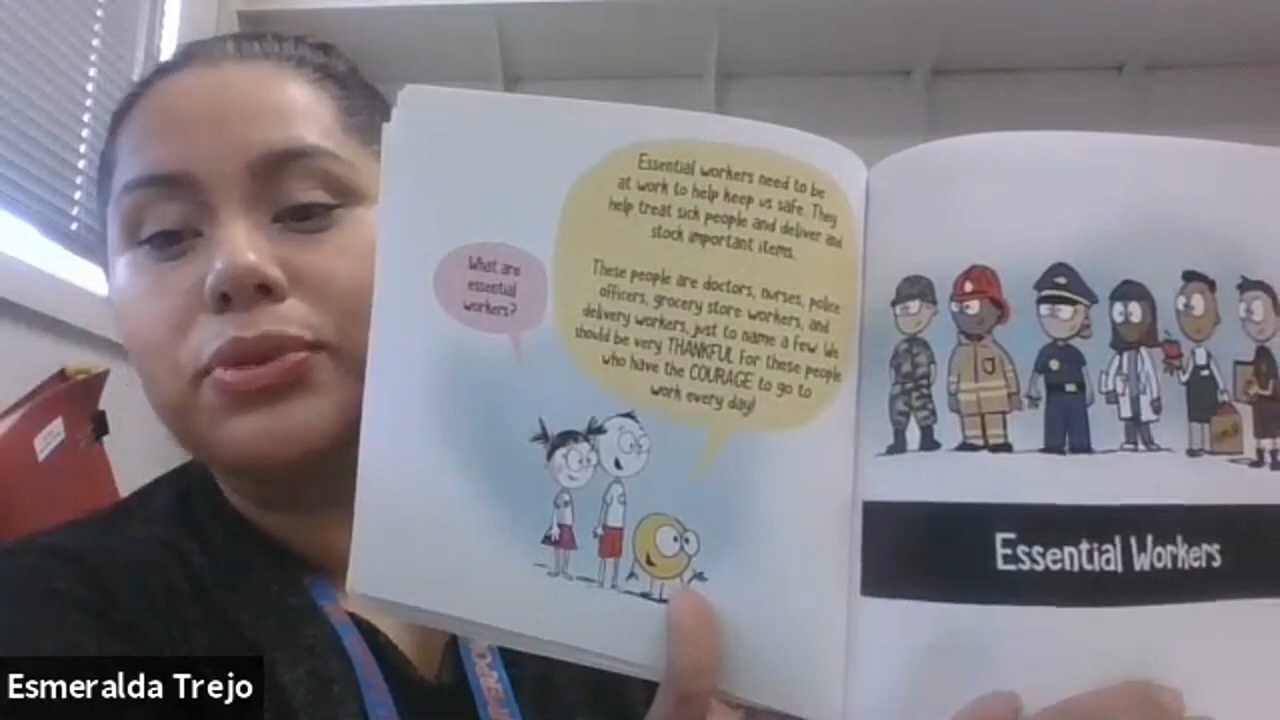 What are
essential
workers?
Essential workers need to be
at work to help keep us safe. They
help treat sick people and deliver and
stock important items.
These people are doctors, nurses, police
officers, grocery store workers, and
delivery workers, just to name a few. We
should be very THANKFUL for these people
who have the COURAGE to go to
work every day!
Essential Workers
Esmeralda Trejo